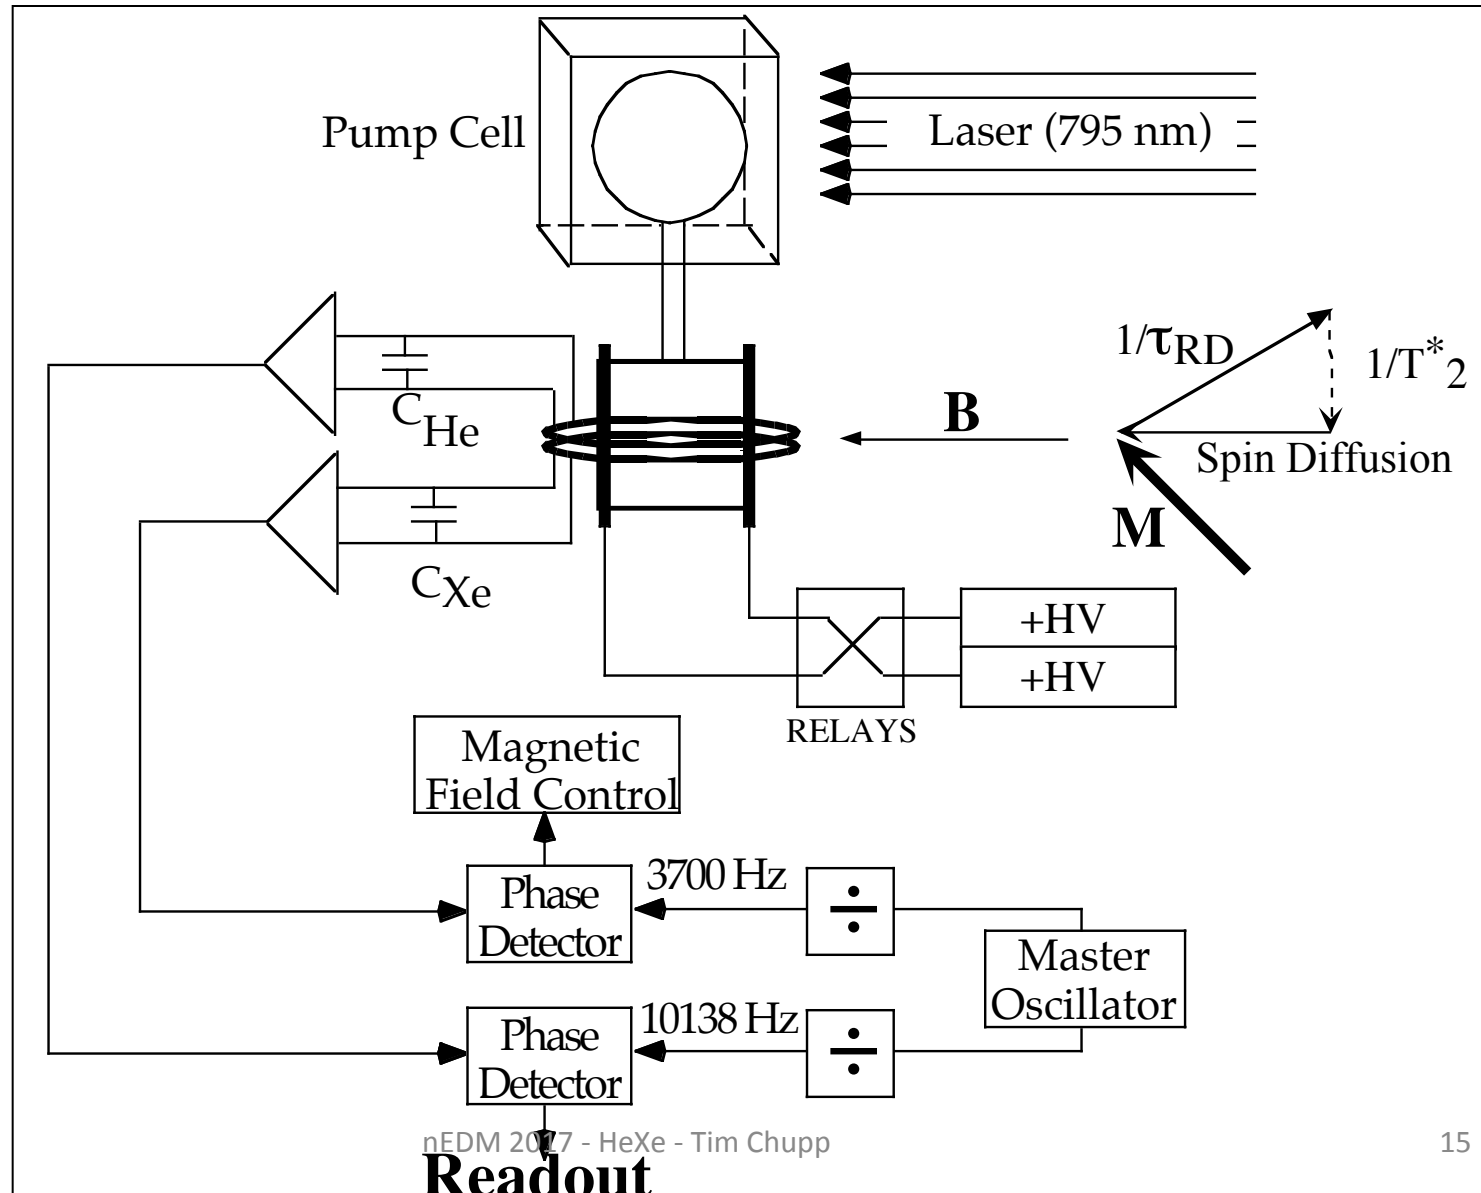 Pump Cell
Laser (795 nm)
1/τRD
1/T*2
Spin Diffusion
B
M
CHe
CXe
+HV
+HV
RELAYS
Magnetic
Field Control
Phase
Detector
3700 Hz
÷
Master
Oscillator
Phase
Detector
10138 Hz
÷
nEDM 2017 - HeXe - Tim Chupp
15
Readout